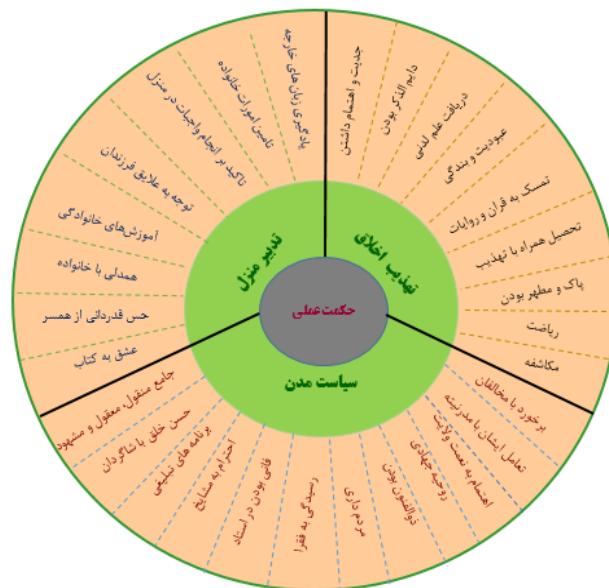 حکمت‌عملی
تهذیب اخلاق
جدیت و اهتمام داشتن
دایم الذکر بودن
دریافت علم لدنی
عبودیت و بندگی
تمسک به قران و روایات
تحصیل همراه با تهذیب
پاک و مطهر بودن
ریاضت
مکاشفه
سیاست مدن
برخورد با مخالفان
تعامل ایشان با مدرنیته
اهتمام به نعمت ولایت
روحیه جهادی
ذوالفنون بودن
مردم داری
رسیدگی به فقرا
فانی بودن در استاد
احترام به مشایخ
برنامه های تبلیغی
حسن خلق با شاگردان
جامع منقول، معقول و مشهود
تدبیر منزل
عشق به کتاب
حس قدردانی از همسر
همدلی با خانواده
آموزش‌های خانوادگی
توجه به علایق فرزندان
تاکید بر انجام واجبات در منزل
تامین امورات خانواده
یادگیری زبان های خارجه